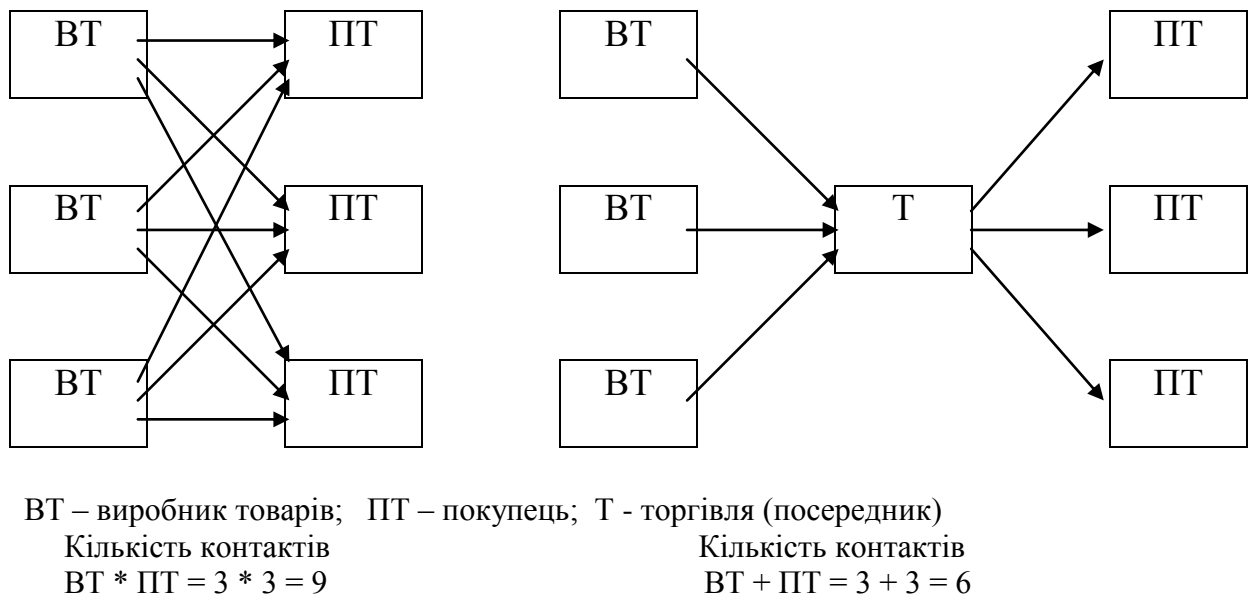 ВТ ПТ ВТ ПТ
ВТ ПТ ВТ Т ПТ
ВТ ПТ ВТ ПТ
ВТ – виробник товарів; ПТ – покупець; Т - торгівля (посередник)
Кількість контактів Кількість контактів
ВТ * ПТ = 3 * 3 = 9 ВТ + ПТ = 3 + 3 = 6